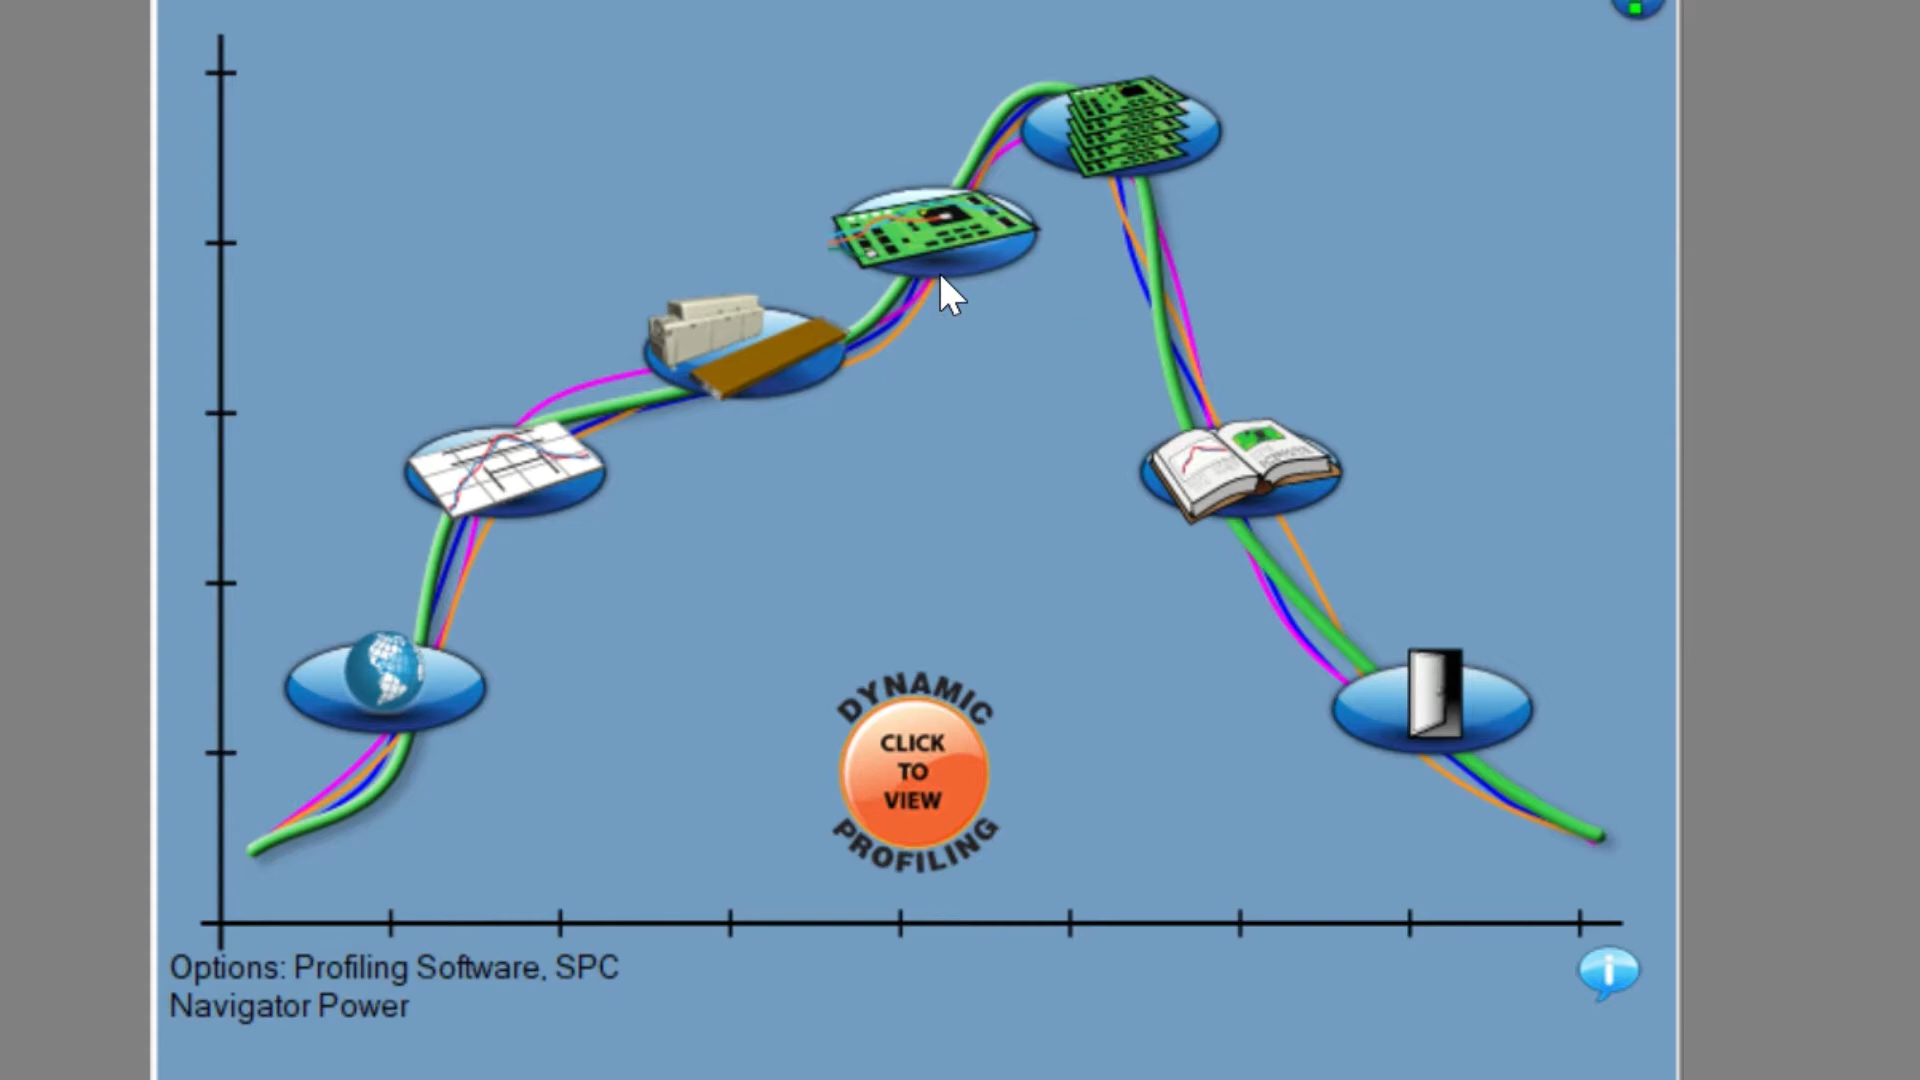 DYNAMIC
CLICK
TO
VIEW
PROFILING
Options: Profiling Software, SPC
Navigator Power
i